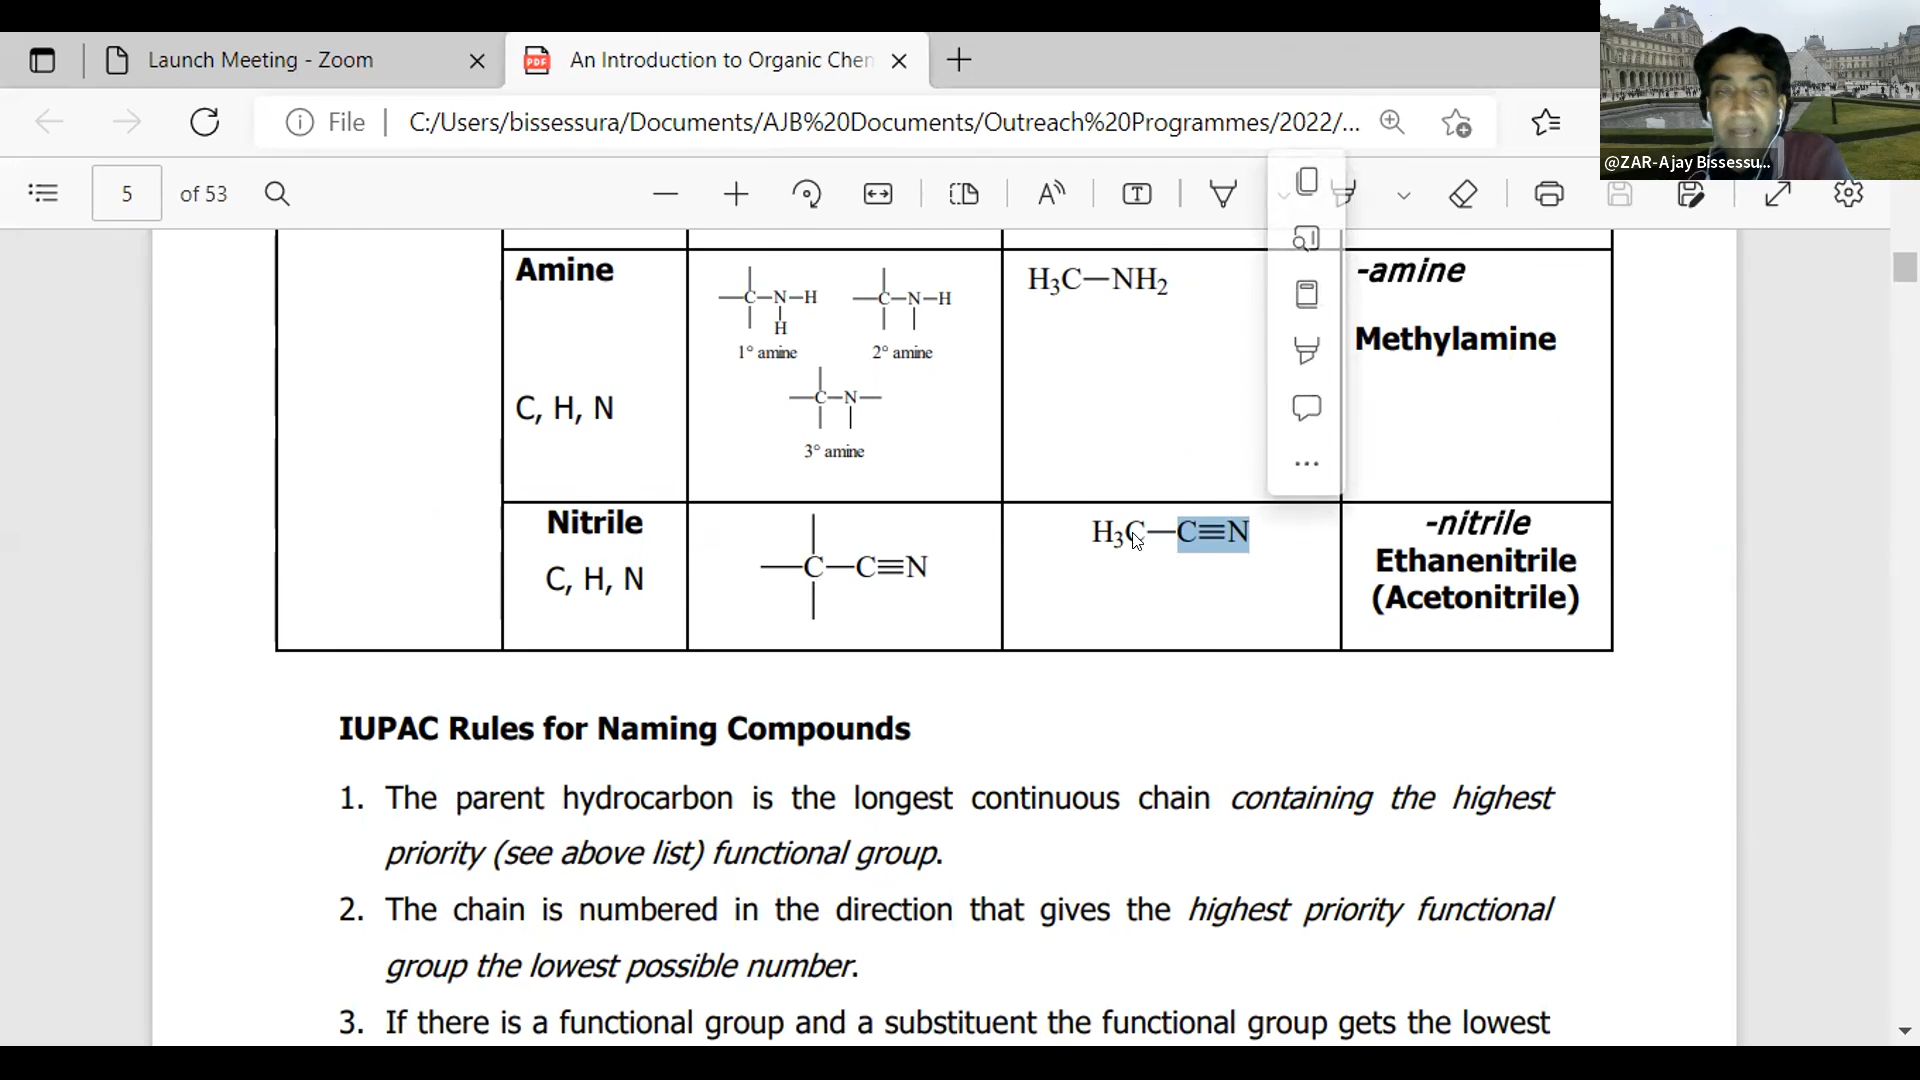 Launch Meeting - Zoom
An Introduction to Organic Chen
File
C:/Users/bissessura/Documents/AJB%20Documents/Outreach%20Programmes/2022/...
@ZAR-Ajay Bissessu...
5 of 53
Amine
C, H, N
C—N—H
H
1° amine
C—N—H
2° amine
C—N—
3° amine
H₃C—NH₂
-amine
Methylamine
Nitrile
C, H, N
—C—C≡N
H₃C—C≡N
-nitrile
Ethanenitrile
(Acetonitrile)
IUPAC Rules for Naming Compounds
1. The parent hydrocarbon is the longest continuous chain containing the highest
priority (see above list) functional group.
2. The chain is numbered in the direction that gives the highest priority functional
group the lowest possible number.
3. If there is a functional group and a substituent the functional group gets the lowest